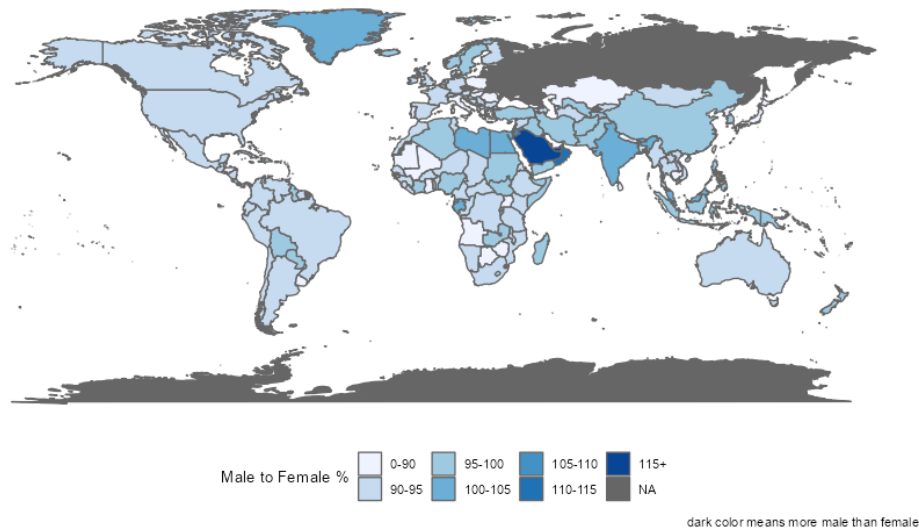 Male to Female %
0-90
95-100
105-110
115+
90-95
100-105
110-115
NA
dark color means more male than female